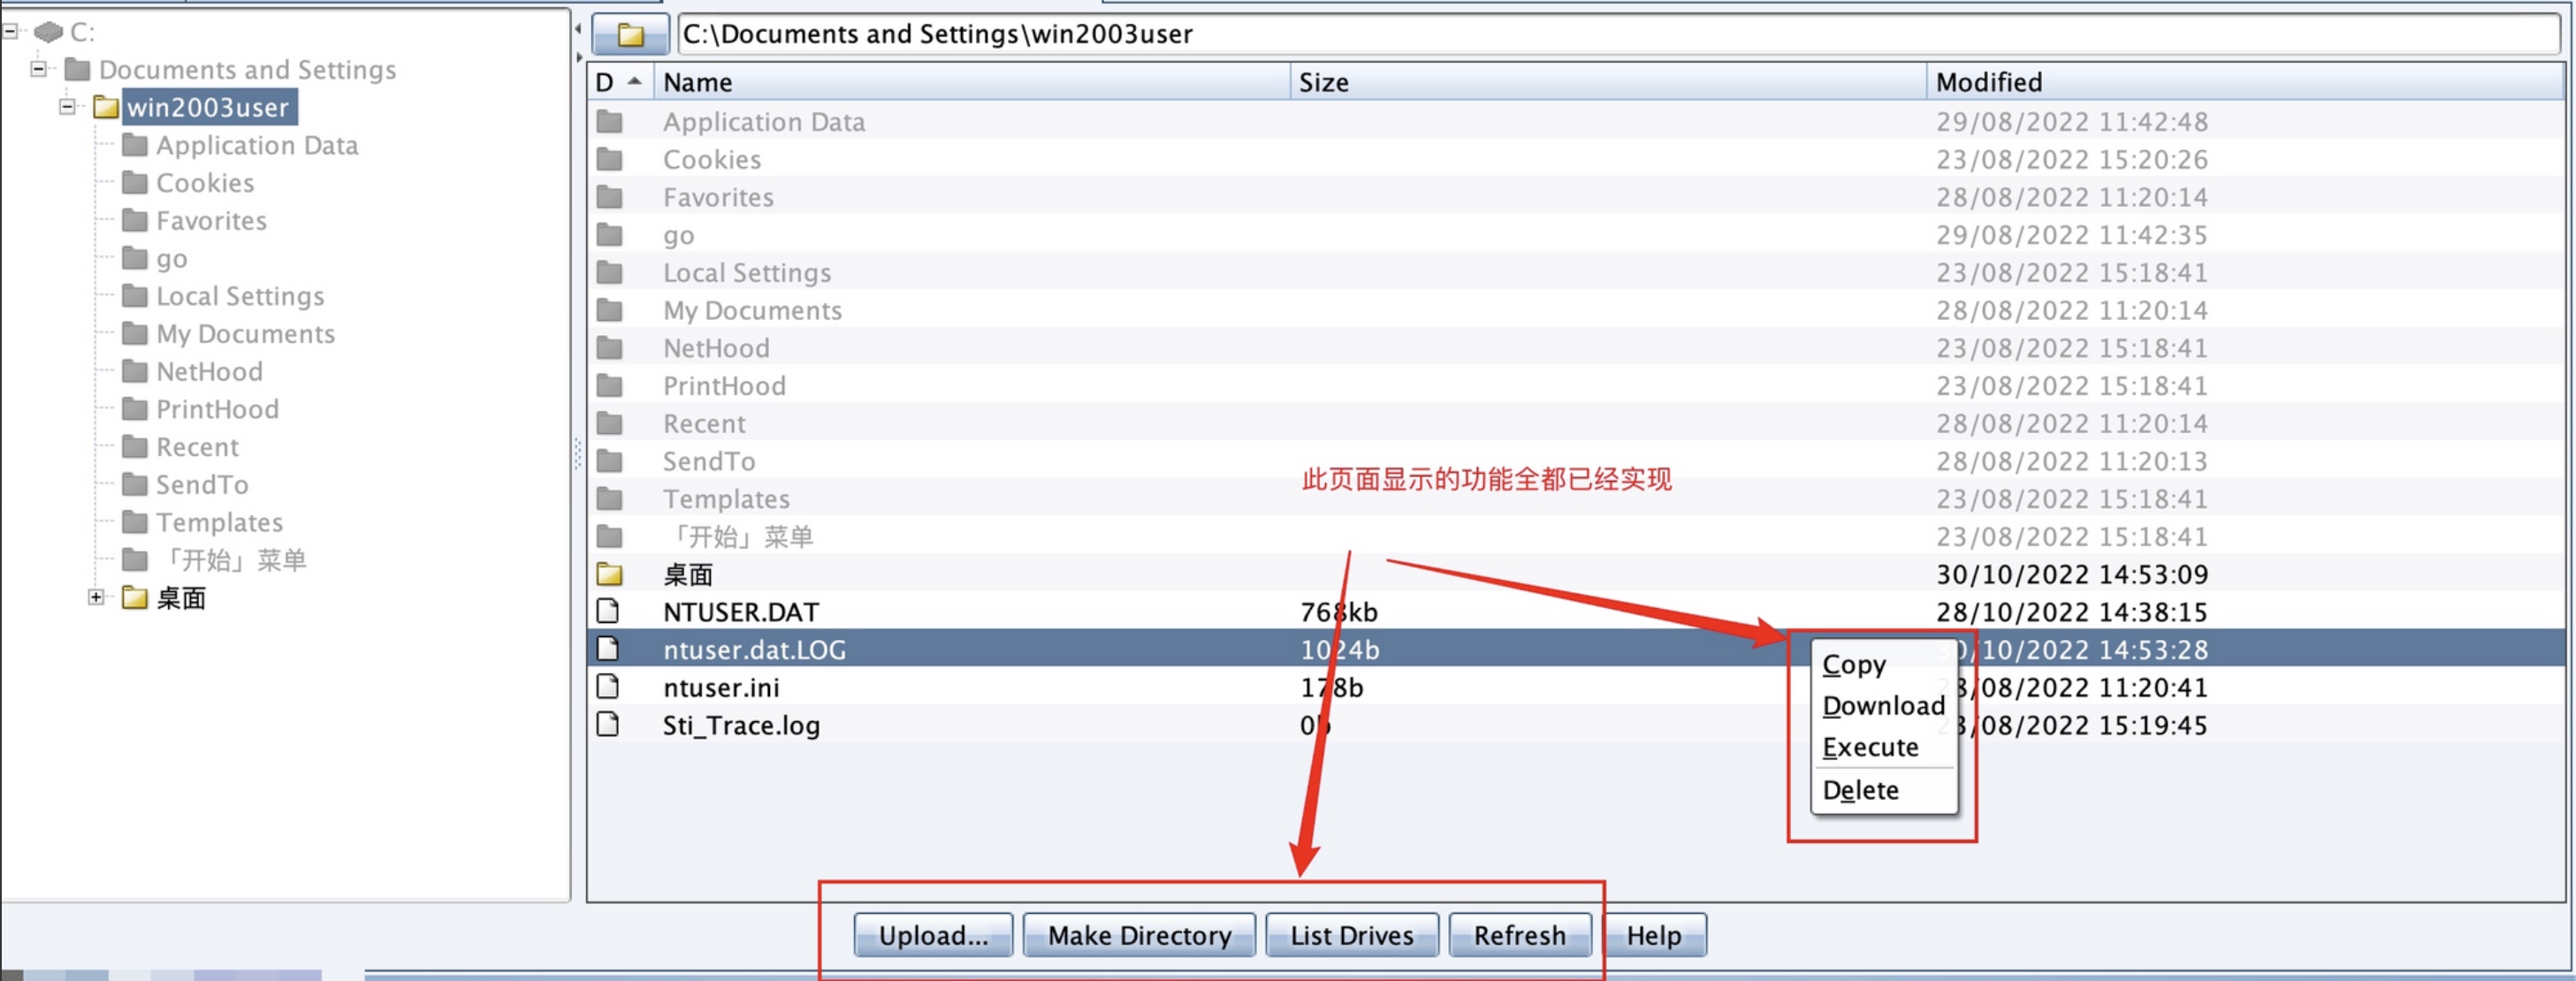 C:
Documents and Settings
win2003user
Application Data
Cookies
Favorites
go
Local Settings
My Documents
NetHood
PrintHood
Recent
SendTo
Templates
「开始」菜单
桌面
C:\Documents and Settings\win2003user
D Name Size Modified
Application Data 29/08/2022 11:42:48
Cookies 23/08/2022 15:20:26
Favorites 28/08/2022 11:20:14
go 29/08/2022 11:42:35
Local Settings 23/08/2022 15:18:41
My Documents 28/08/2022 11:20:14
NetHood 23/08/2022 15:18:41
PrintHood 23/08/2022 15:18:41
Recent 28/08/2022 11:20:14
SendTo 28/08/2022 11:20:13
此页面显示的功能全都已经实现
Templates 23/08/2022 15:18:41
「开始」菜单 23/08/2022 15:18:41
桌面 30/10/2022 14:53:09
NTUSER.DAT 768kb 28/10/2022 14:38:15
ntuser.dat.LOG 1024b 30/10/2022 14:53:28
ntuser.ini 178b /08/2022 11:20:41
Sti_Trace.log 0b /08/2022 15:19:45
Copy
Download
Execute
Delete
Upload... Make Directory List Drives Refresh Help